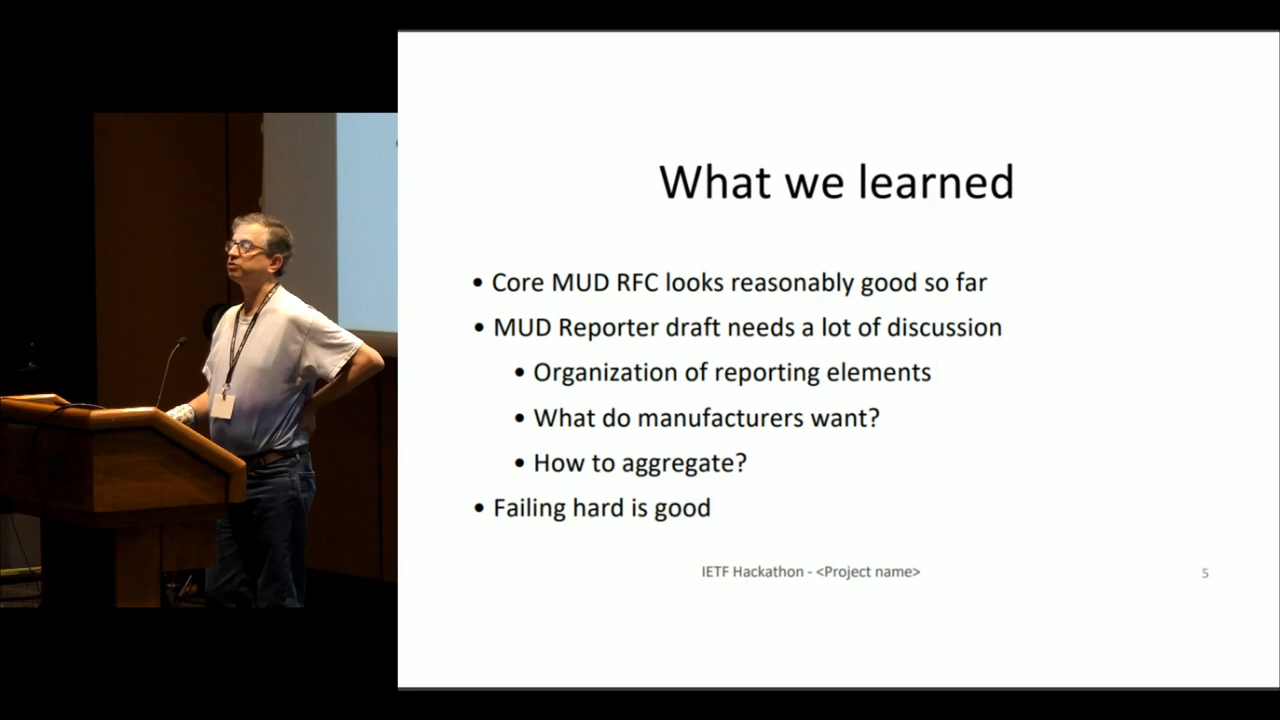 What we learned
• Core MUD RFC looks reasonably good so far
• MUD Reporter draft needs a lot of discussion
• Organization of reporting elements
• What do manufacturers want?
• How to aggregate?
• Failing hard is good
IETF Hackathon - <Project name>
5